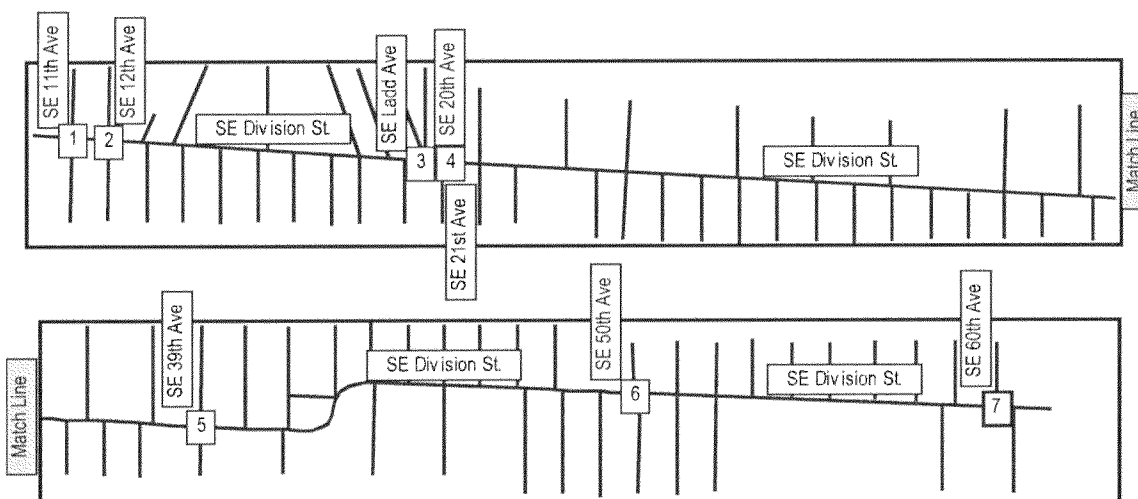 SE 11th Ave
SE 12th Ave
SE Ladd Ave
SE 20th Ave
1
2
SE Division St.
3
4
SE Division St.
Match Line
SE 21st Ave
Match Line
SE 39th Ave
SE Division St.
SE 50th Ave
SE Division St.
SE 60th Ave
5
6
7